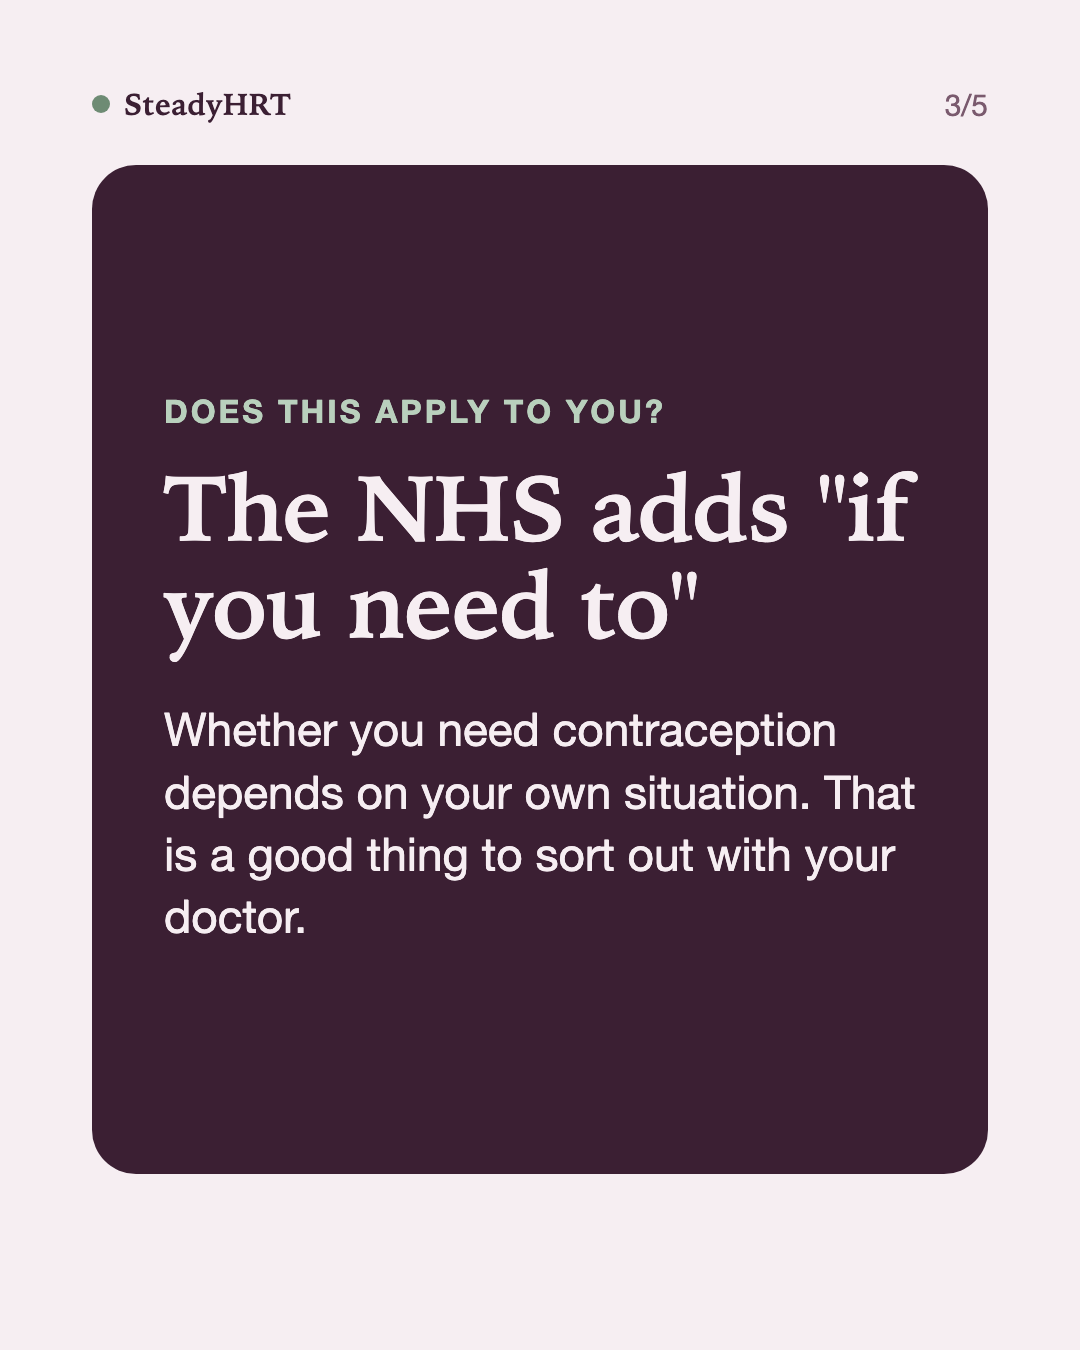 SteadyHRT
3/5
DOES THIS APPLY TO YOU?
The NHS adds "if
you need to"
Whether you need contraception
depends on your own situation. That
is a good thing to sort out with your
doctor.